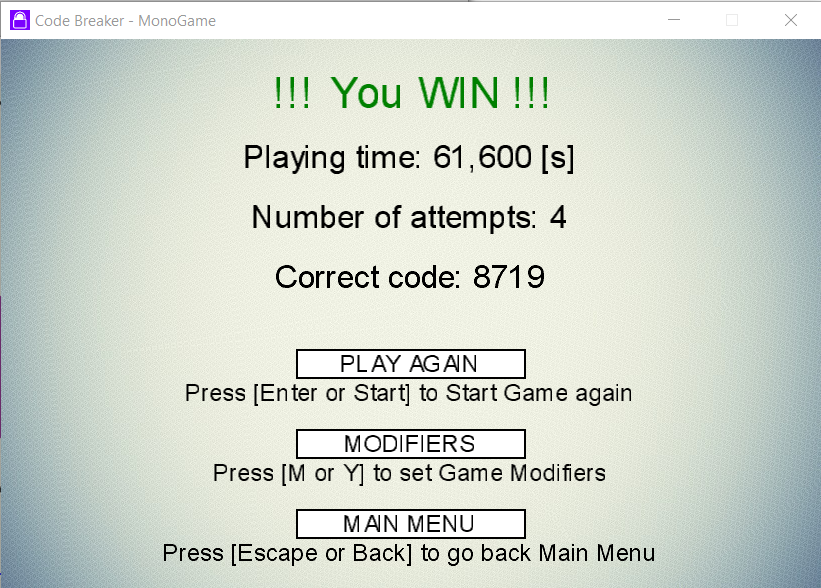 Code Breaker - MonoGame
!!! You WIN !!!
Playing time: 61,600 [s]
Number of attempts: 4
Correct code: 8719
PLAY AGAIN
Press [Enter or Start] to Start Game again
MODIFIERS
Press [M or Y] to set Game Modifiers
MAIN MENU
Press [Escape or Back] to go back Main Menu